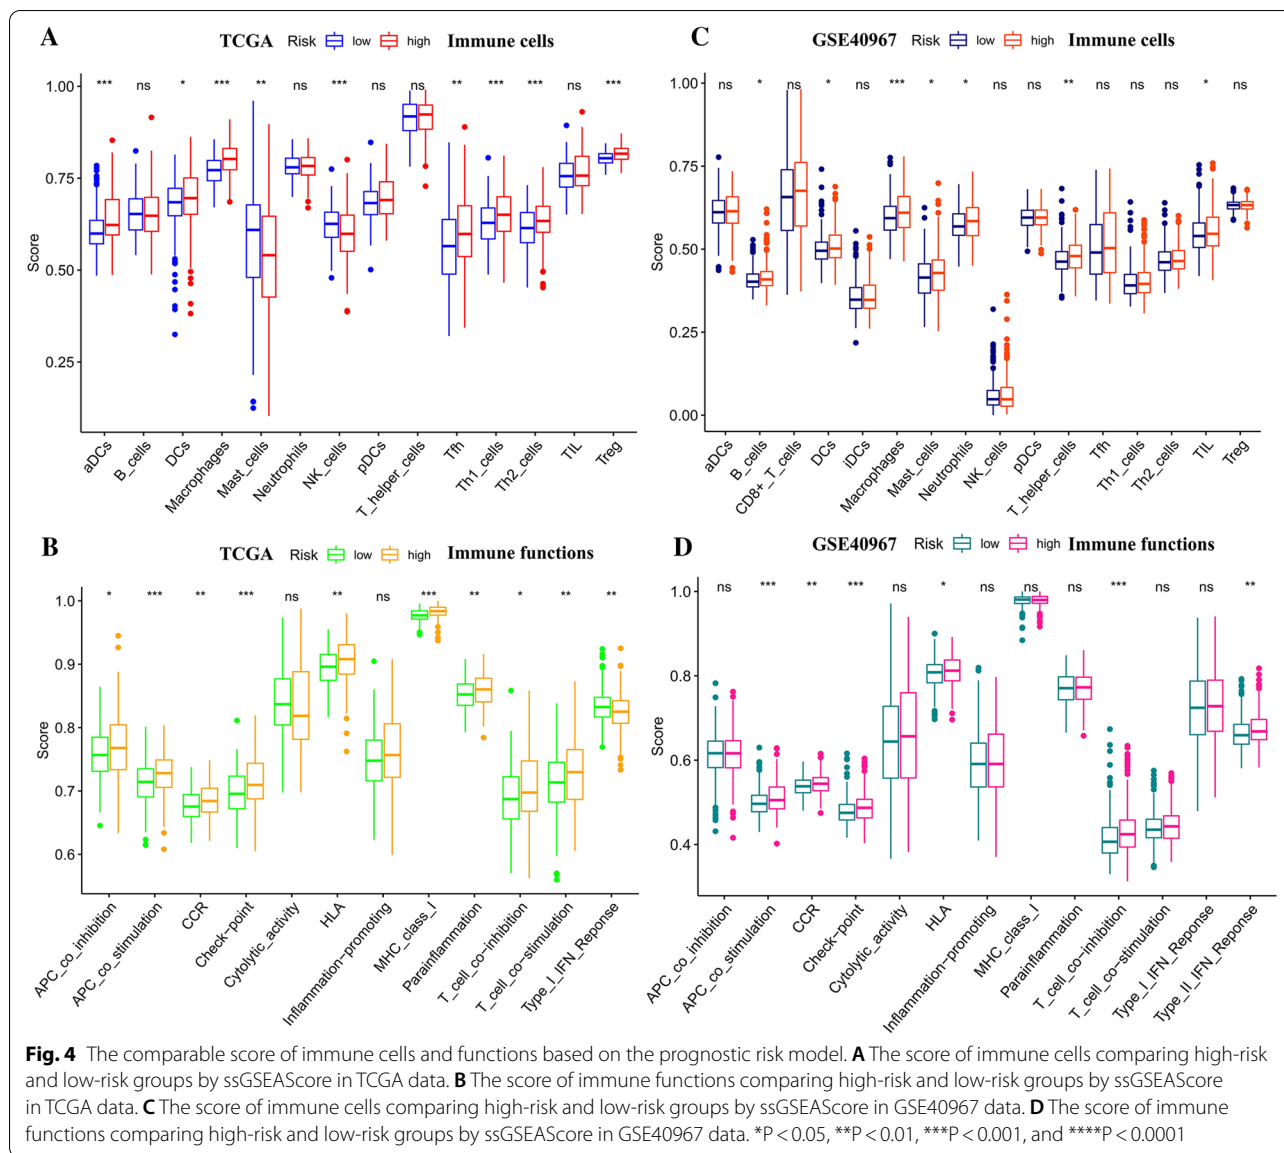 A TCGA Risk low high Immune cells
*** ns * *** ** ns *** ns ns ** *** *** ns ***
1.00
0.75
0.50
0.25
Score
aDCs B_cells DCs Macrophages Mast_cells Neutrophils NK_cells pDCs T_helper_cells Tfh Th1_cells Th2_cells TIL Treg
C GSE40967 Risk low high Immune cells
ns * ns * ns *** * * ns ns ** ns ns ns * ns
1.00
0.75
0.50
0.25
0.00
Score
aDCs B_cells CD8+_T_cells DCs iDCs Macrophages Mast_cells Neutrophils NK_cells pDCs T_helper_cells Tfh Th1_cells Th2_cells TIL Treg
B TCGA Risk low high Immune functions
* *** ** *** ns ** ns *** ** * ** **
1.0
0.9
0.8
0.7
0.6
Score
APC_co_inhibition APC_co_stimulation CCR Check−point Cytolytic_activity HLA Inflammation−promoting MHC_class_I Parainflammation T_cell_co−inhibition T_cell_co−stimulation Type_I_IFN_Reponse
D GSE40967 Risk low high Immune functions
ns *** ** *** ns * ns ns ns *** ns ns **
1.0
0.8
0.6
0.4
Score
APC_co_inhibition APC_co_stimulation CCR Check−point Cytolytic_activity HLA Inflammation−promoting MHC_class_I Parainflammation T_cell_co−inhibition T_cell_co−stimulation Type_I_IFN_Reponse Type_II_IFN_Reponse
Fig. 4 The comparable score of immune cells and functions based on the prognostic risk model. A The score of immune cells comparing high-risk
and low-risk groups by ssGSEAScore in TCGA data. B The score of immune functions comparing high-risk and low-risk groups by ssGSEAScore
in TCGA data. C The score of immune cells comparing high-risk and low-risk groups by ssGSEAScore in GSE40967 data. D The score of immune
functions comparing high-risk and low-risk groups by ssGSEAScore in GSE40967 data. *P < 0.05, **P < 0.01, ***P < 0.001, and ****P < 0.0001